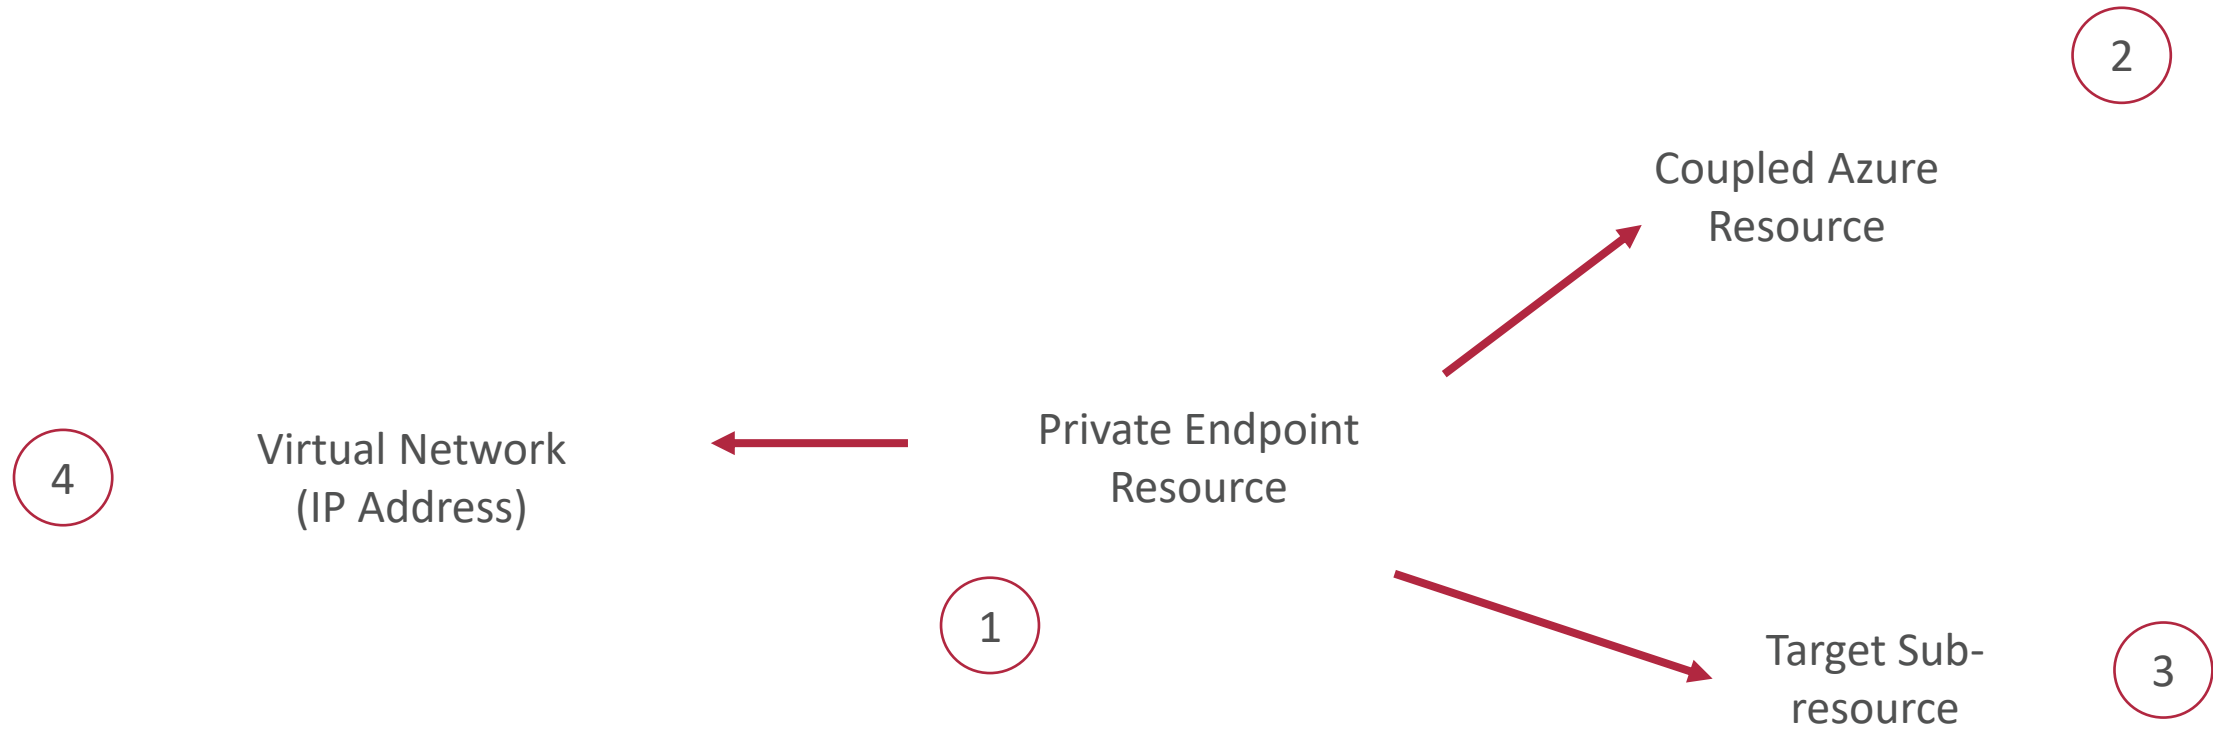 2
Coupled Azure
Resource
Private Endpoint
Resource
Virtual Network
(IP Address)
4
1
Target Sub-
resource
3